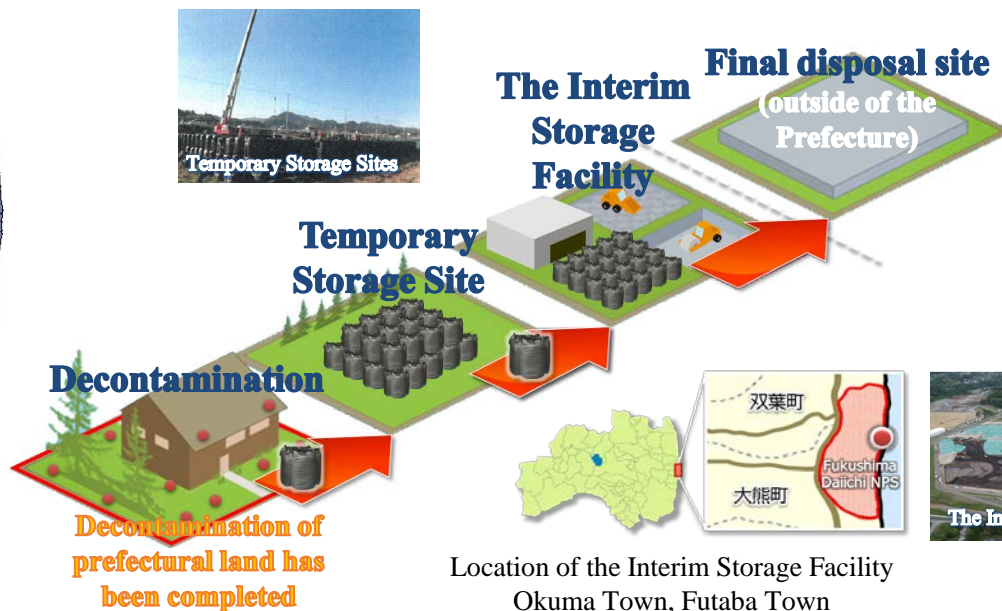 Final disposal site
(outside of the
Prefecture)
The Interim
Storage
Facility
Temporary Storage Sites
Temporary
Storage Site
Decontamination
Decontamination of
prefectural land has
been completed
双葉町
Fukushima
Daiichi NPS
大熊町
The In
Location of the Interim Storage Facility
Okuma Town, Futaba Town